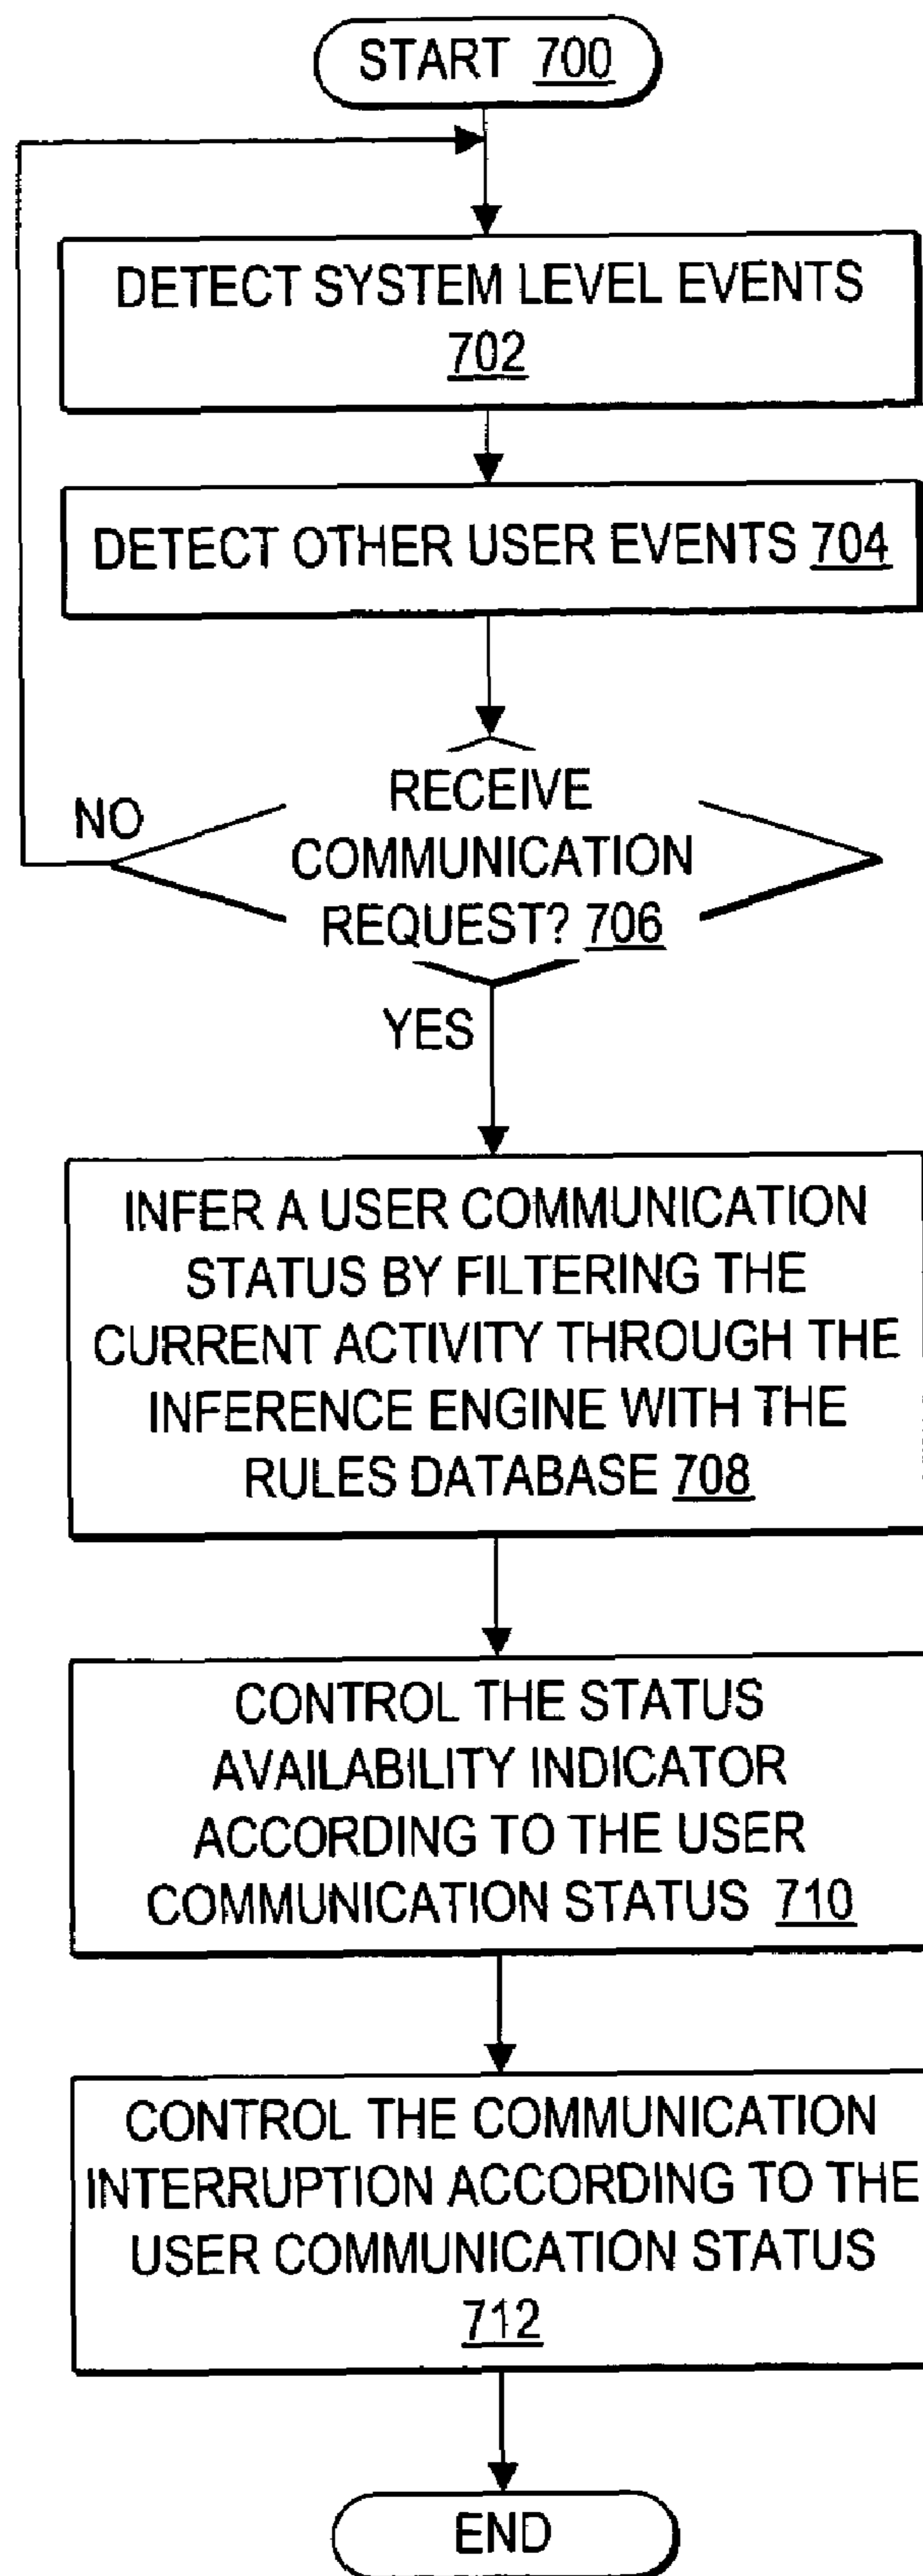 START 700
DETECT SYSTEM LEVEL EVENTS
702
DETECT OTHER USER EVENTS 704
RECEIVE
COMMUNICATION
REQUEST? 706
NO
YES
INFER A USER COMMUNICATION
STATUS BY FILTERING THE
CURRENT ACTIVITY THROUGH THE
INFERENCE ENGINE WITH THE
RULES DATABASE 708
CONTROL THE STATUS
AVAILABILITY INDICATOR
ACCORDING TO THE USER
COMMUNICATION STATUS 710
CONTROL THE COMMUNICATION
INTERRUPTION ACCORDING TO THE
USER COMMUNICATION STATUS
712
END